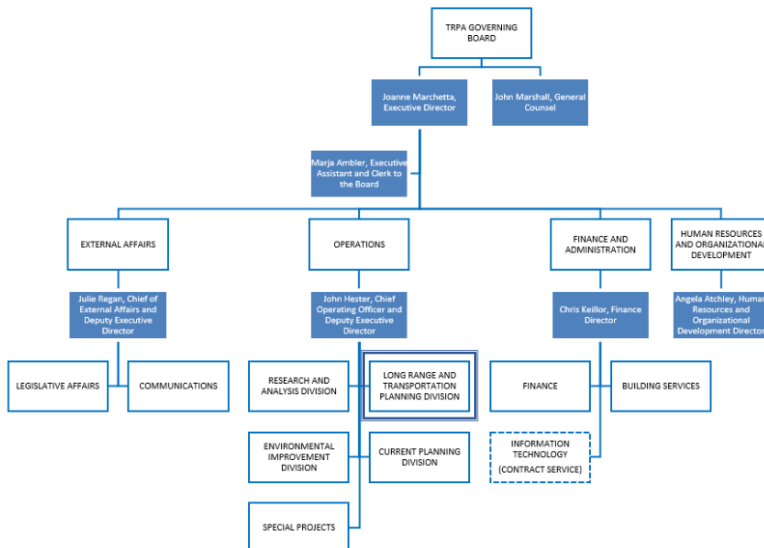 TRPA GOVERNING
BOARD
Joanne Marchetta,
Executive Director
John Marshall, General
Counsel
Marja Ambler, Executive
Assistant and Clerk to
the Board
EXTERNAL AFFAIRS
OPERATIONS
FINANCE AND
ADMINISTRATION
HUMAN RESOURCES
AND ORGANIZATIONAL
DEVELOPMENT
Julie Regan, Chief of
External Affairs and
Deputy Executive
Director
John Hester, Chief
Operating Officer and
Deputy Executive
Director
Chris Keillor, Finance
Director
Angela Atchley, Human
Resources and
Organizational
Development Director
LEGISLATIVE AFFAIRS
COMMUNICATIONS
RESEARCH AND
ANALYSIS DIVISION
LONG RANGE AND
TRANSPORTATION
PLANNING DIVISION
FINANCE
BUILDING SERVICES
ENVIRONMENTAL
IMPROVEMENT
DIVISION
CURRENT PLANNING
DIVISION
INFORMATION
TECHNOLOGY
(CONTRACT SERVICE)
SPECIAL PROJECTS